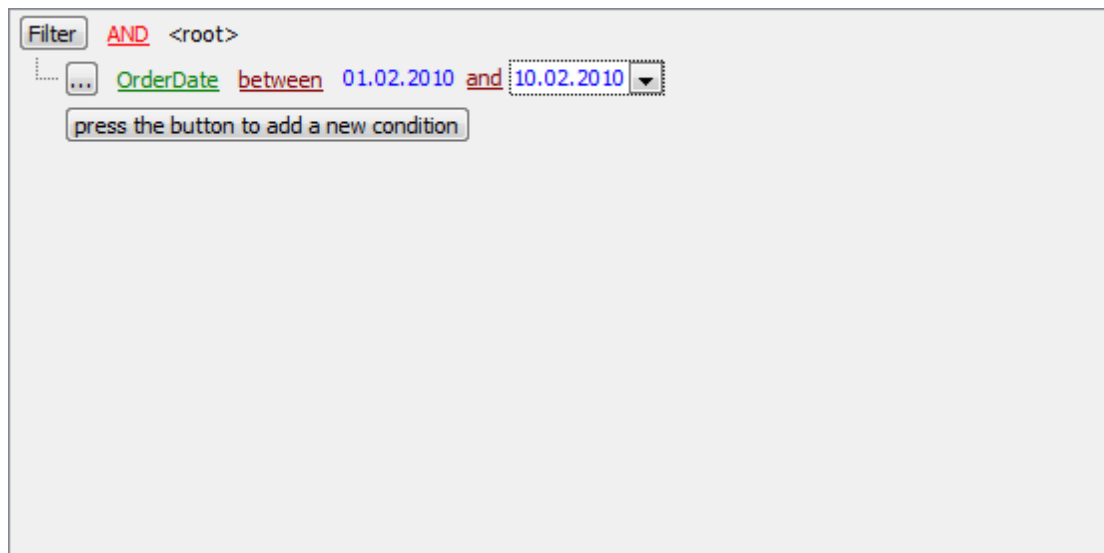 Filter AND <root>
... OrderDate between 01.02.2010 and 10.02.2010
press the button to add a new condition